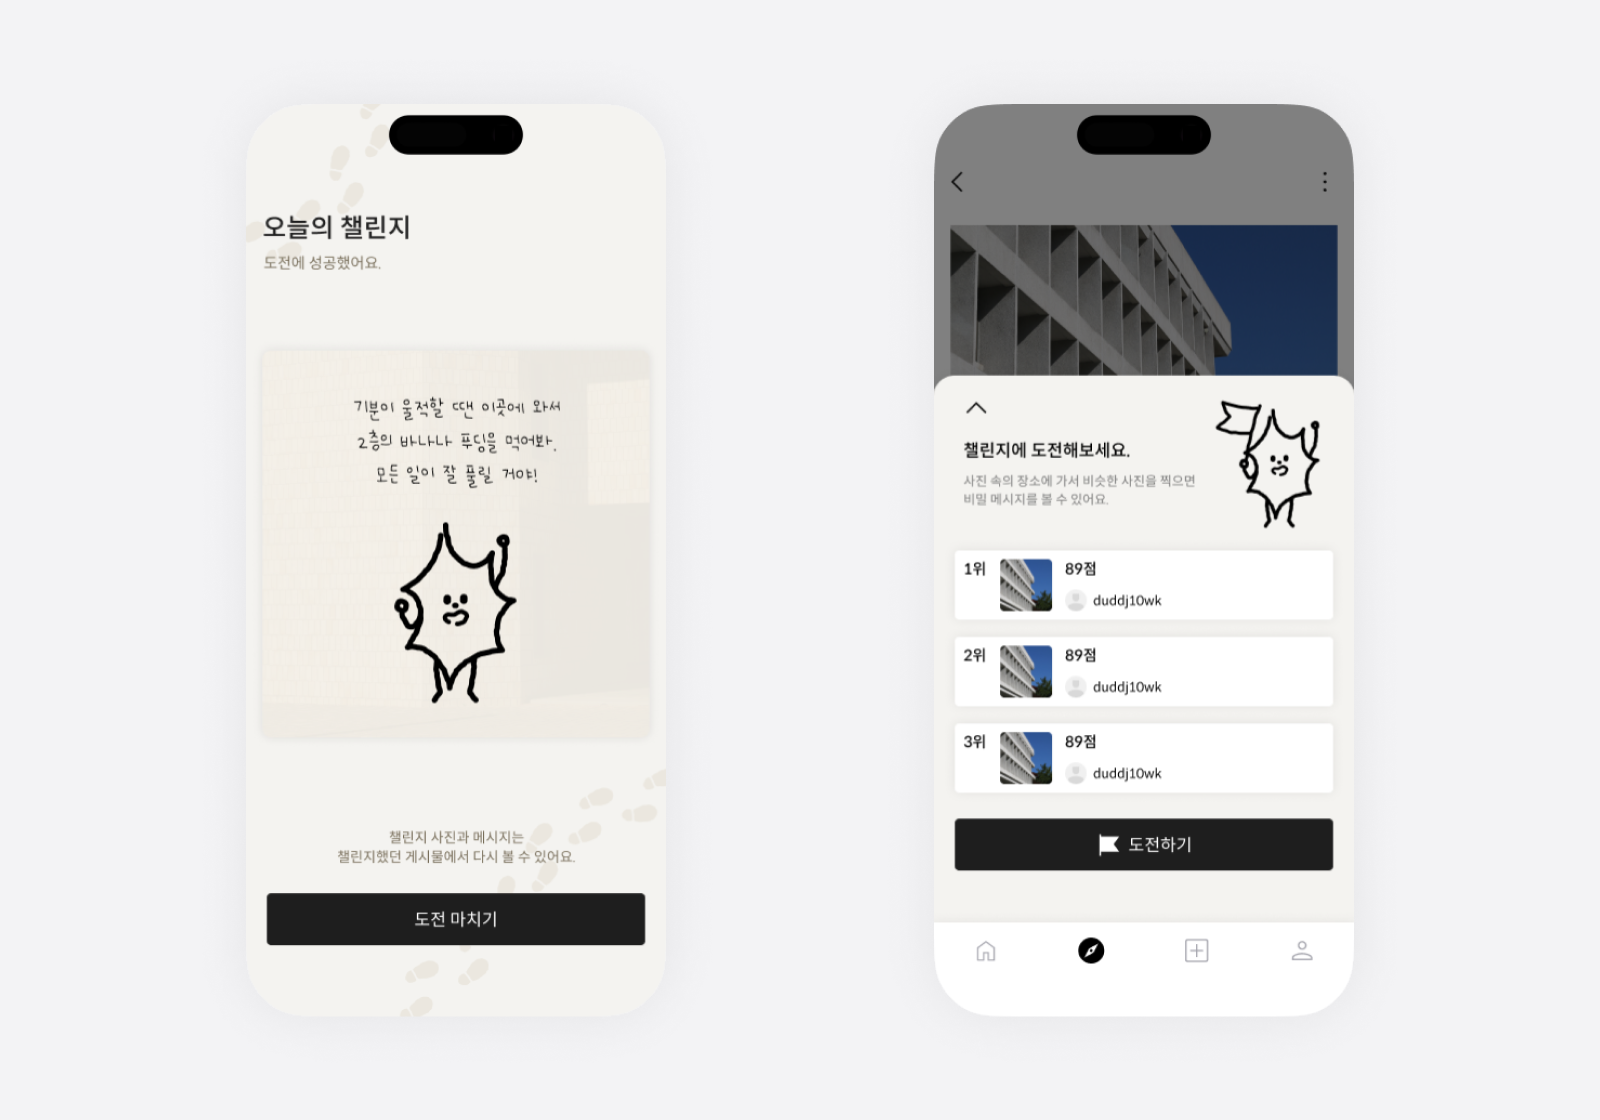 오늘의 챌린지
도전에 성공했어요.
기분이 울적할 땐 이곳에 와서
2층의 바나나 푸딩을 먹어봐.
모든 일이 잘 풀릴 거야!
챌린지 사진과 메시지는
챌린지했던 게시물에서 다시 볼 수 있어요.
도전 마치기
챌린지에 도전해보세요.
사진 속의 장소에 가서 비슷한 사진을 찍으면
비밀 메시지를 볼 수 있어요.
1위
89점
duddj10wk
2위
89점
duddj10wk
3위
89점
duddj10wk
도전하기